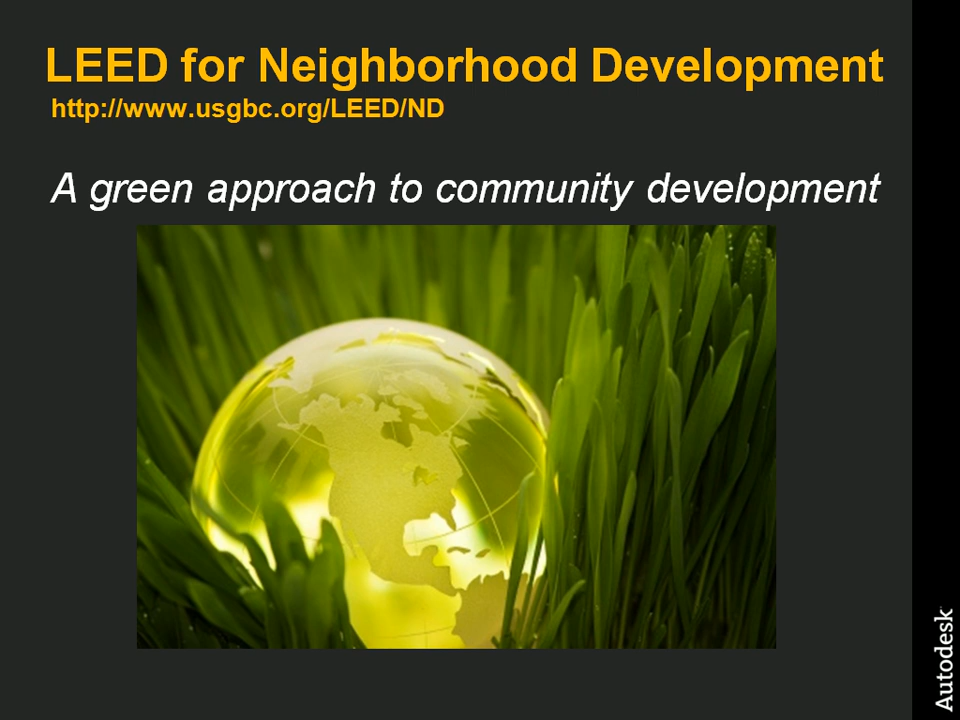 LEED for Neighborhood Development
http://www.usgbc.org/LEED/ND
A green approach to community development
Autodesk